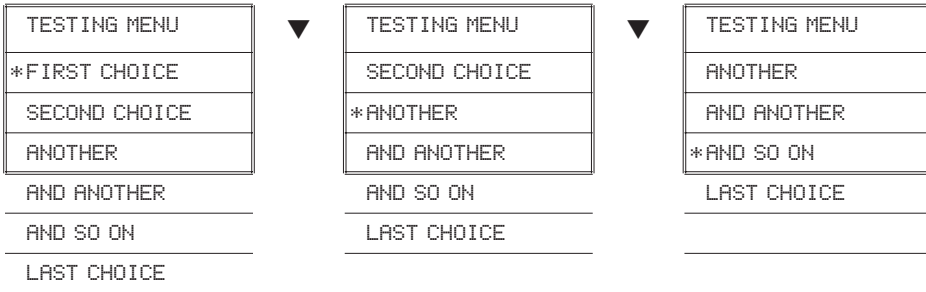 TESTING MENU
*FIRST CHOICE
SECOND CHOICE
ANOTHER
AND ANOTHER
AND SO ON
LAST CHOICE
▼
TESTING MENU
SECOND CHOICE
*ANOTHER
AND ANOTHER
AND SO ON
LAST CHOICE
▼
TESTING MENU
ANOTHER
AND ANOTHER
*AND SO ON
LAST CHOICE